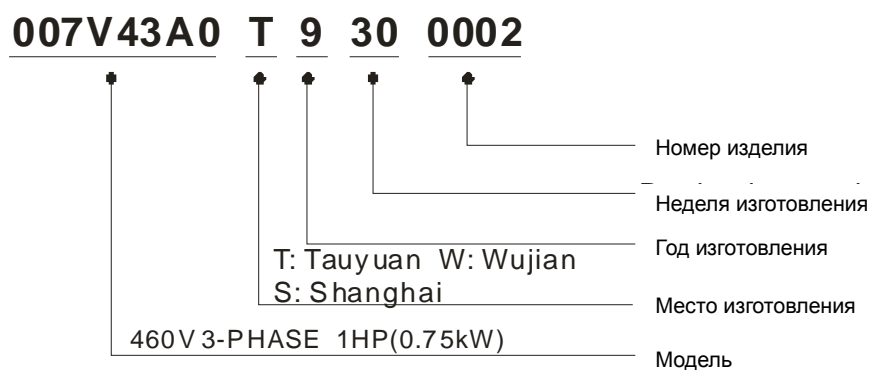 007V43A0 T 9 30 0002
Номер изделия
Неделя изготовления
Год изготовления
T: Tauyuan W: Wujian
S: Shanghai
Место изготовления
460V 3-PHASE 1HP(0.75kW)
Модель